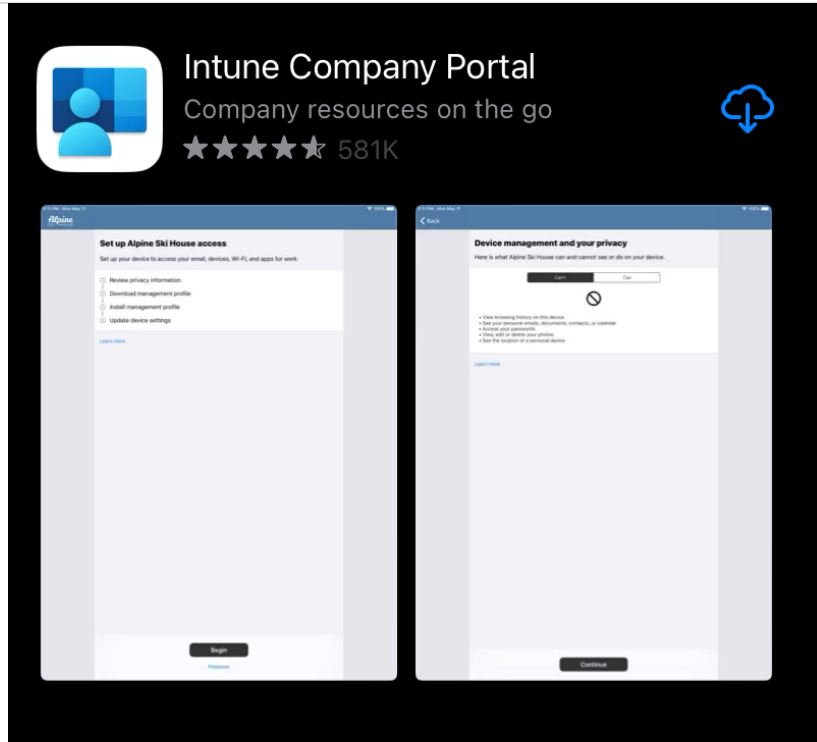 Intune Company Portal
Company resources on the go
581K
Alpine
SKI HOUSE
Set up Alpine Ski House access
Set up your device to access your email, devices, Wi-Fi, and apps for work.
Review privacy information
Download management profile
Install management profile
Update device settings
Learn more
Begin
Postpone
100%
Back
Device management and your privacy
Here is what Alpine Ski House can and cannot see or do on your device.
Can't
Can
• View browsing history on this device
• See your personal emails, documents, contacts, or calendar
• Access your passwords
• View, edit or delete your photos
• See the location of a personal device
Learn more
Continue